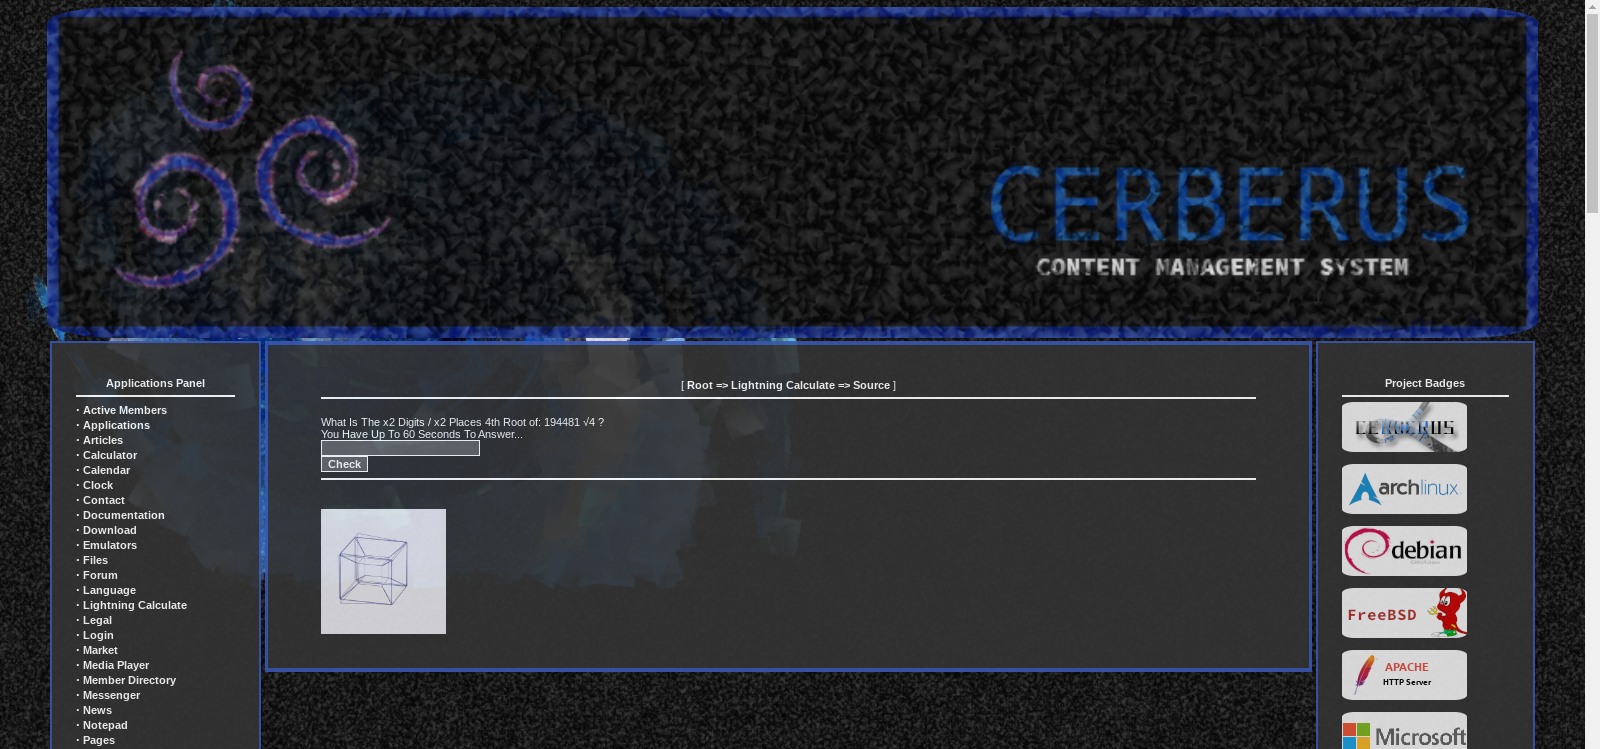 CERBERUS
CONTENT MANAGEMENT SYSTEM
Applications Panel
· Active Members
· Applications
· Articles
· Calculator
· Calendar
· Clock
· Contact
· Documentation
· Download
· Emulators
· Files
· Forum
· Language
· Lightning Calculate
· Legal
· Login
· Market
· Media Player
· Member Directory
· Messenger
· News
· Notepad
· Pages
[ Root => Lightning Calculate => Source ]
What Is The x2 Digits / x2 Places 4th Root of: 194481 √4 ?
You Have Up To 60 Seconds To Answer...
Check
Project Badges
CERBERUS
archlinux
debian
FreeBSD
APACHE
HTTP Server
Microsoft